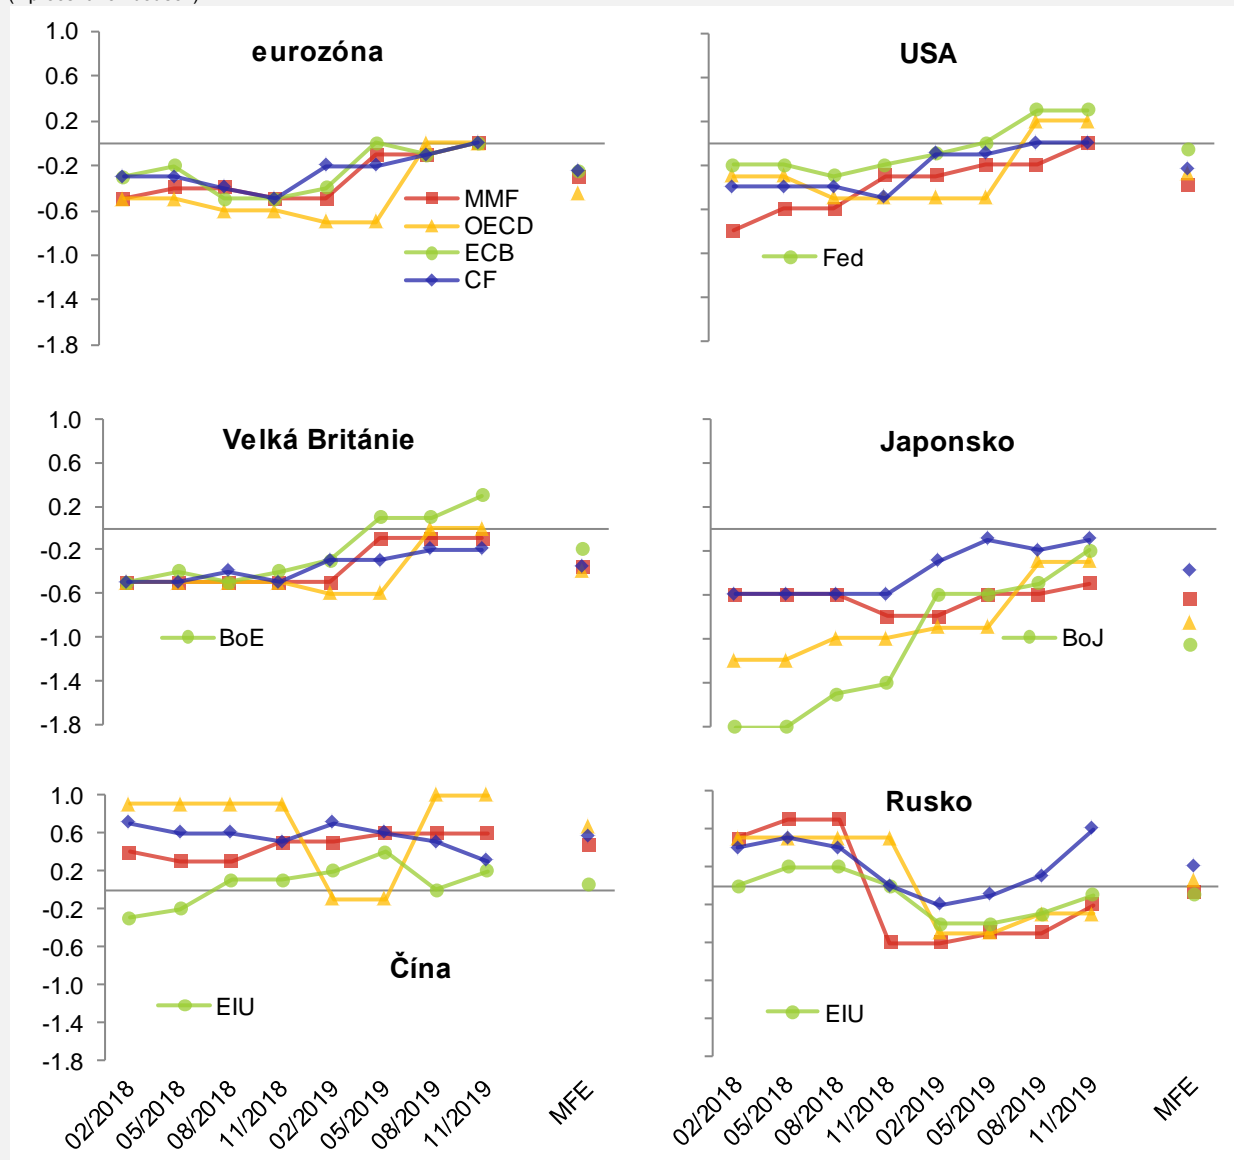 eurozóna
1.0
0.6
0.2
-0.2
-0.6
-1.0
-1.4
-1.8
MMF
OECD
ECB
CF
USA
Fed
Velká Británie
1.0
0.6
0.2
-0.2
-0.6
-1.0
-1.4
-1.8
BoE
Japonsko
BoJ
1.0
0.6
0.2
-0.2
-0.6
-1.0
-1.4
-1.8
Čína
EIU
02/2018
05/2018
08/2018
11/2018
02/2019
05/2019
08/2019
11/2019
MFE
Rusko
EIU
02/2018
05/2018
08/2018
11/2018
02/2019
05/2019
08/2019
11/2019
MFE